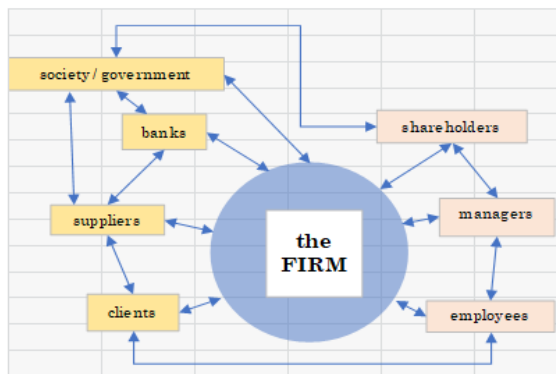 society / government
banks
shareholders
suppliers
managers
the
FIRM
clients
employees